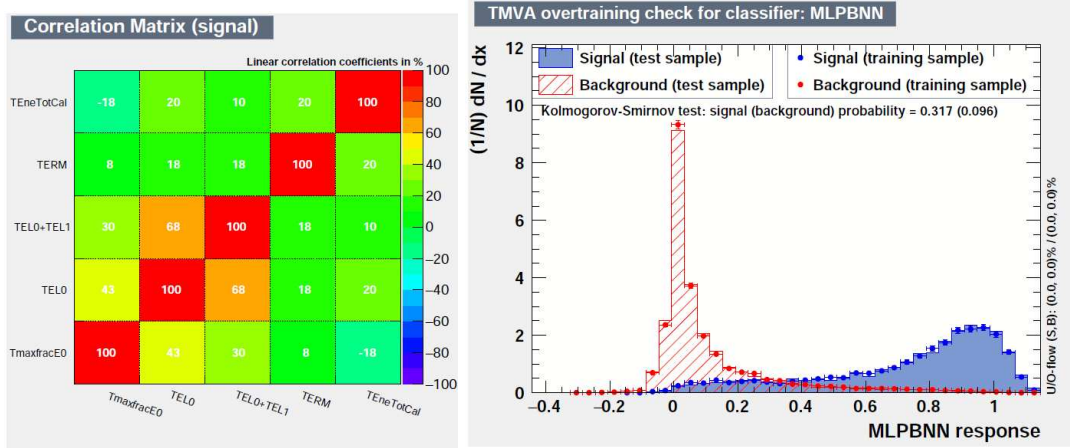 Correlation Matrix (signal)
Linear correlation coefficients in %
TEneTotCal -18 20 10 20 100
TERM 8 18 18 100 20
TEL0+TEL1 30 68 100 18 10
TEL0 43 100 68 18 20
TmaxfracE0 100 43 30 8 -18
TmaxfracE0 TEL0 TEL0+TEL1 TERM TEneTotCal
100
80
60
40
20
0
−20
−40
−60
−80
−100
TMVA overtraining check for classifier: MLPBNN
Signal (test sample) Signal (training sample)
Background (test sample) Background (training sample)
Kolmogorov-Smirnov test: signal (background) probability = 0.317 (0.096)
(1/N) dN / dx
12
10
8
6
4
2
0
−0.4 −0.2 0 0.2 0.4 0.6 0.8 1
MLPBNN response
U/O-flow (S,B): (0.0, 0.0)% / (0.0, 0.0)%